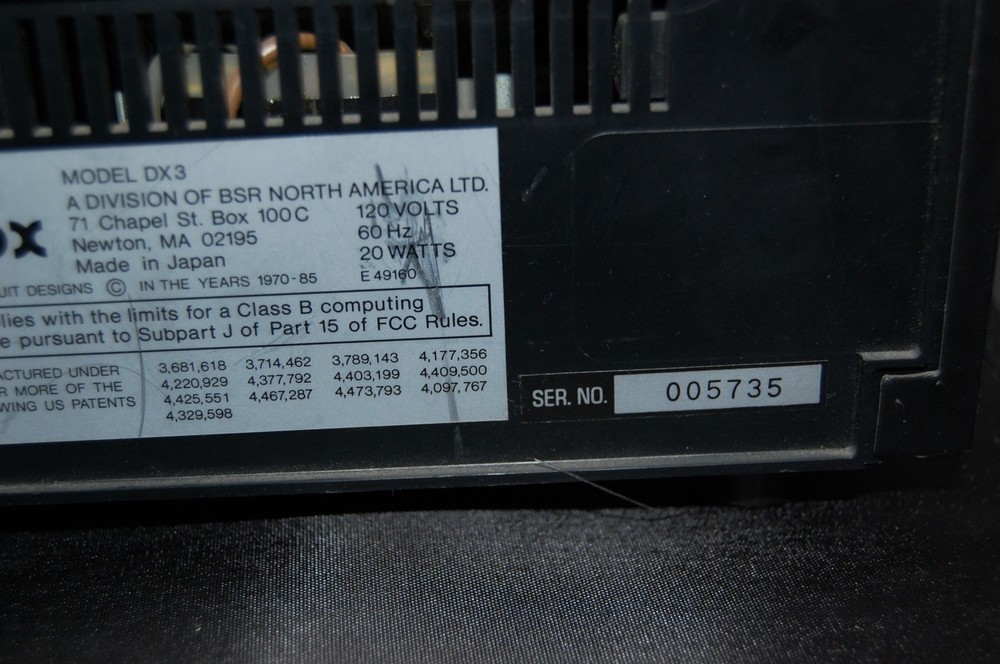 MODEL DX3
A DIVISION OF BSR NORTH AMERICA LTD.
71 Chapel St. Box 100C
Newton, MA 02195
Made in Japan
120 VOLTS
60 Hz
20 WATTS
E 49160
UIT DESIGNS © IN THE YEARS 1970-85
lies with the limits for a Class B computing
e pursuant to Subpart J of Part 15 of FCC Rules.
ACTURED UNDER
R MORE OF THE
WING US PATENTS
3,681,618 3,714,462 3,789,143 4,177,356
4,220,929 4,377,792 4,403,199 4,409,500
4,425,551 4,467,287 4,473,793 4,097,767
4,329,598
SER. NO. 005735